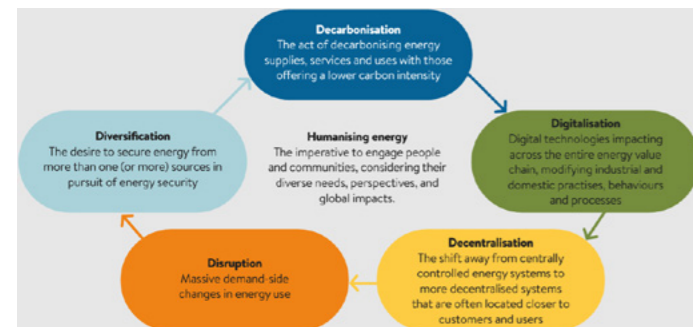 Decarbonisation
The act of decarbonising energy
supplies, services and uses with those
offering a lower carbon intensity
Diversification
The desire to secure energy from
more than one (or more) sources in
pursuit of energy security
Humanising energy
The imperative to engage people
and communities, considering their
diverse needs, perspectives, and
global impacts.
Digitalisation
Digital technologies impacting
across the entire energy value
chain, modifying industrial and
domestic practises, behaviours
and processes
Disruption
Massive demand-side
changes in energy use
Decentralisation
The shift away from centrally
controlled energy systems to
more decentralised systems
that are often located closer to
customers and users